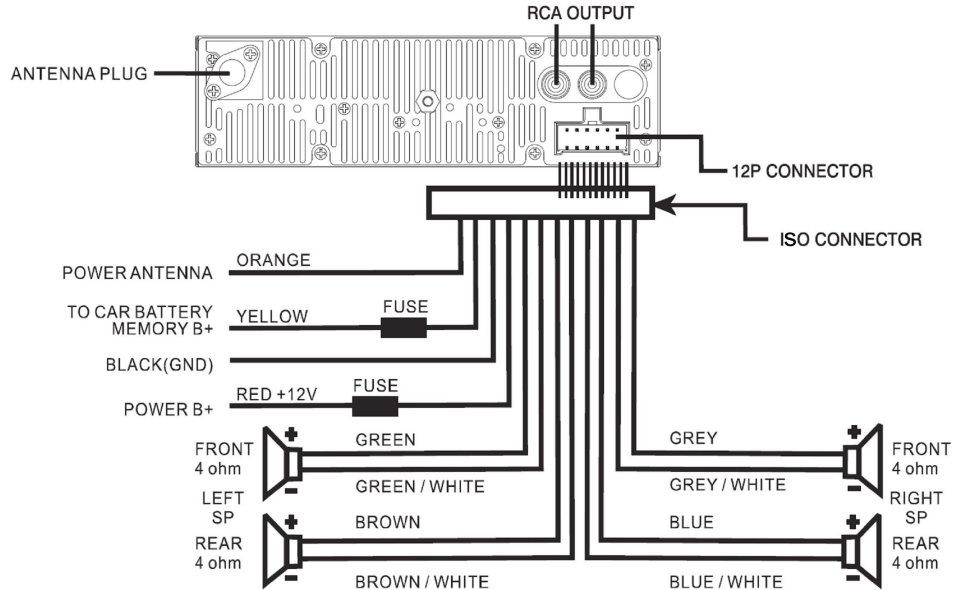 RCA OUTPUT
ANTENNA PLUG
12P CONNECTOR
ISO CONNECTOR
POWER ANTENNA
ORANGE
TO CAR BATTERY
MEMORY B+
YELLOW
FUSE
BLACK(GND)
POWER B+
RED +12V
FUSE
FRONT
4 ohm
+
-
GREEN
GREEN / WHITE
LEFT
SP
REAR
4 ohm
+
-
BROWN
BROWN / WHITE
GREY
GREY / WHITE
+
-
FRONT
4 ohm
RIGHT
SP
BLUE
BLUE / WHITE
+
-
REAR
4 ohm